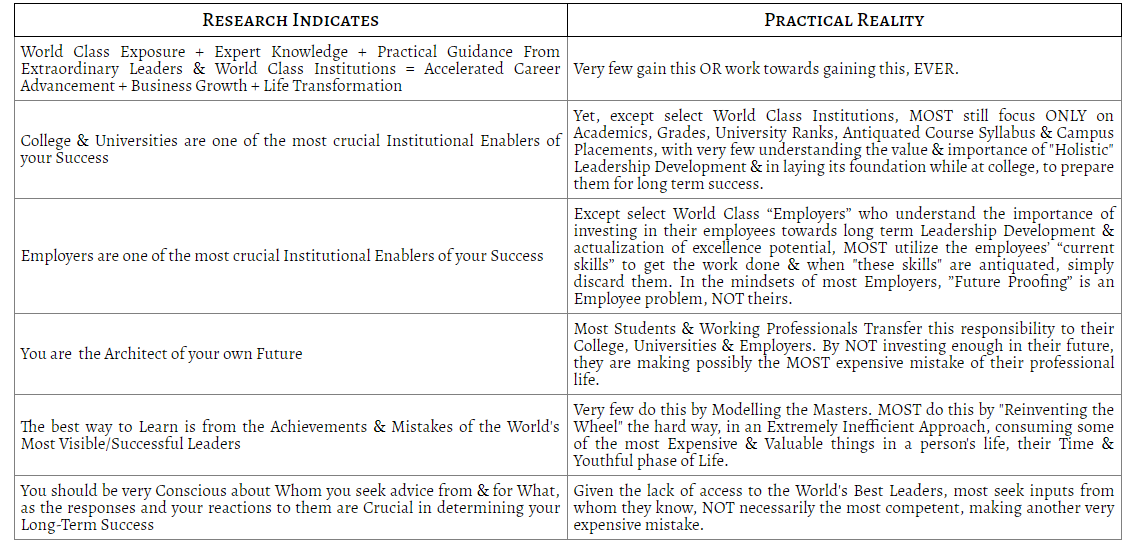 Research Indicates
Practical Reality
World Class Exposure + Expert Knowledge + Practical Guidance From
Extraordinary Leaders & World Class Institutions = Accelerated Career
Advancement + Business Growth + Life Transformation
Very few gain this OR work towards gaining this, EVER.
College & Universities are one of the most crucial Institutional Enablers of
your Success
Yet, except select World Class Institutions, MOST still focus ONLY on
Academics, Grades, University Ranks, Antiquated Course Syllabus & Campus
Placements, with very few understanding the value & importance of "Holistic"
Leadership Development & in laying its foundation while at college, to prepare
them for long term success.
Employers are one of the most crucial Institutional Enablers of your Success
Except select World Class “Employers” who understand the importance of
investing in their employees towards long term Leadership Development &
actualization of excellence potential, MOST utilize the employees’ “current
skills” to get the work done & when "these skills" are antiquated, simply
discard them. In the mindsets of most Employers, ”Future Proofing” is an
Employee problem, NOT theirs.
You are the Architect of your own Future
Most Students & Working Professionals Transfer this responsibility to their
College, Universities & Employers. By NOT investing enough in their future,
they are making possibly the MOST expensive mistake of their professional
life.
The best way to Learn is from the Achievements & Mistakes of the World's
Most Visible/Successful Leaders
Very few do this by Modelling the Masters. MOST do this by "Reinventing the
Wheel" the hard way, in an Extremely Inefficient Approach, consuming some
of the most Expensive & Valuable things in a person's life, their Time &
Youthful phase of Life.
You should be very Conscious about Whom you seek advice from & for What,
as the responses and your reactions to them are Crucial in determining your
Long-Term Success
Given the lack of access to the World's Best Leaders, most seek inputs from
whom they know, NOT necessarily the most competent, making another very
expensive mistake.